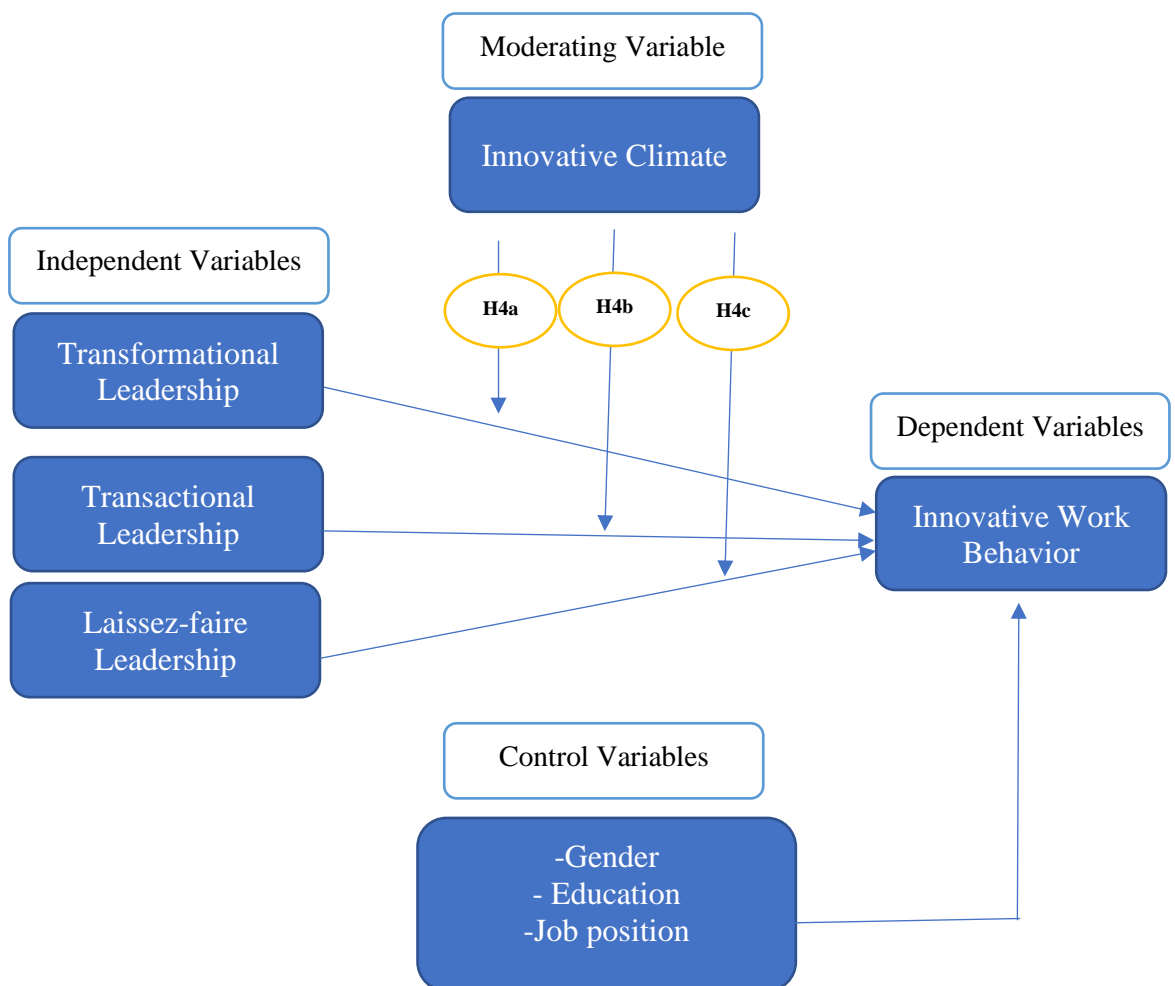 Moderating Variable
Innovative Climate
Independent Variables
H4a
H4b
H4c
Transformational
Leadership
Transactional
Leadership
Laissez-faire
Leadership
Dependent Variables
Innovative Work
Behavior
Control Variables
-Gender
- Education
-Job position